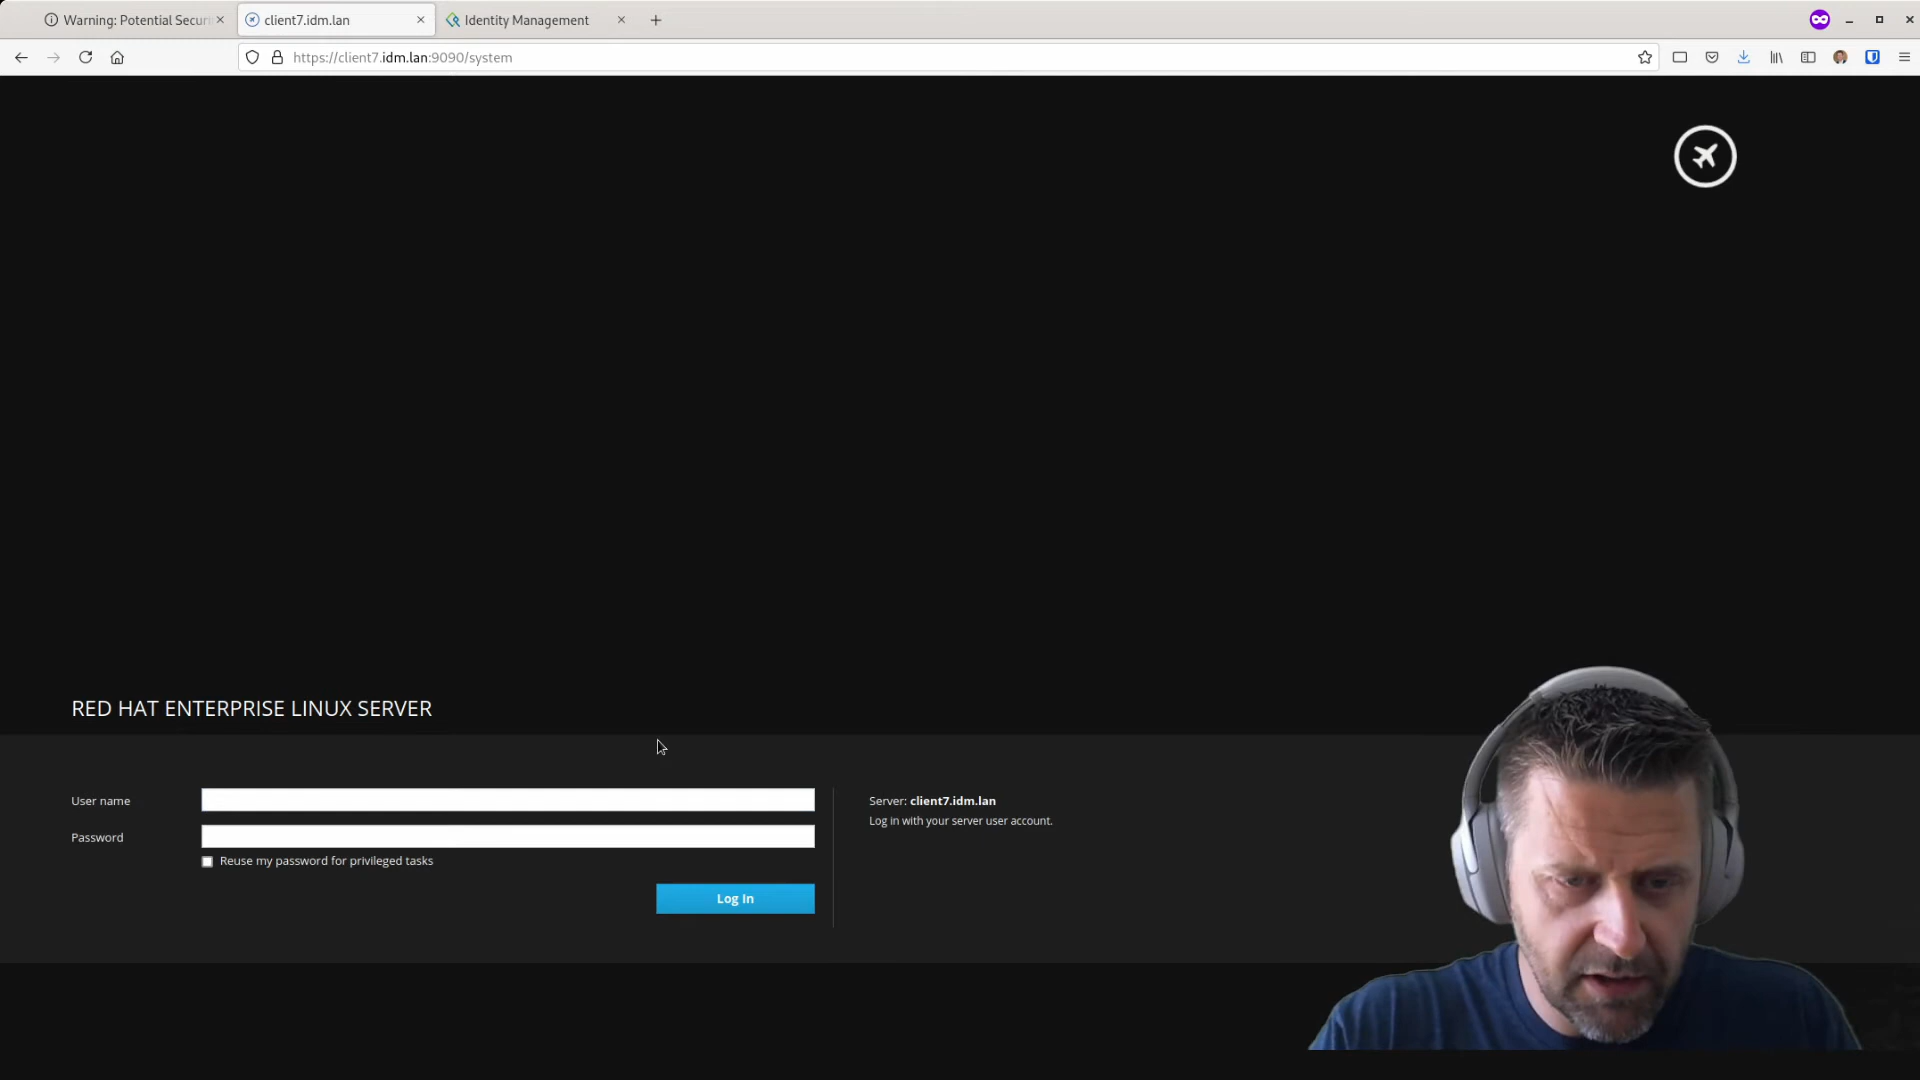 Warning: Potential Secur
client7.idm.lan
Identity Management
https://client7.idm.lan:9090/system
RED HAT ENTERPRISE LINUX SERVER
User name
Password
Reuse my password for privileged tasks
Log In
Server: client7.idm.lan
Log in with your server user account.